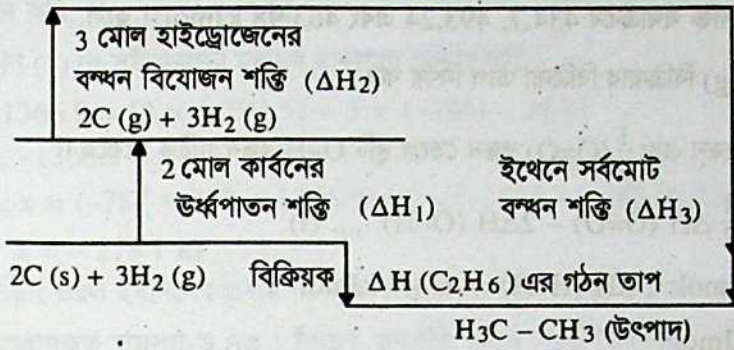 3 মোল হাইড্রোজেনের
বন্ধন বিযোজন শক্তি (ΔH₂)
2C (g) + 3H₂ (g)
2 মোল কার্বনের
ঊর্ধ্বপাতন শক্তি (ΔH₁)
ইথেনে সর্বমোট
বন্ধন শক্তি (ΔH₃)
2C (s) + 3H₂ (g) বিক্রিয়ক
ΔH (C₂H₆) এর গঠন তাপ
H₃C – CH₃ (উৎপাদ)